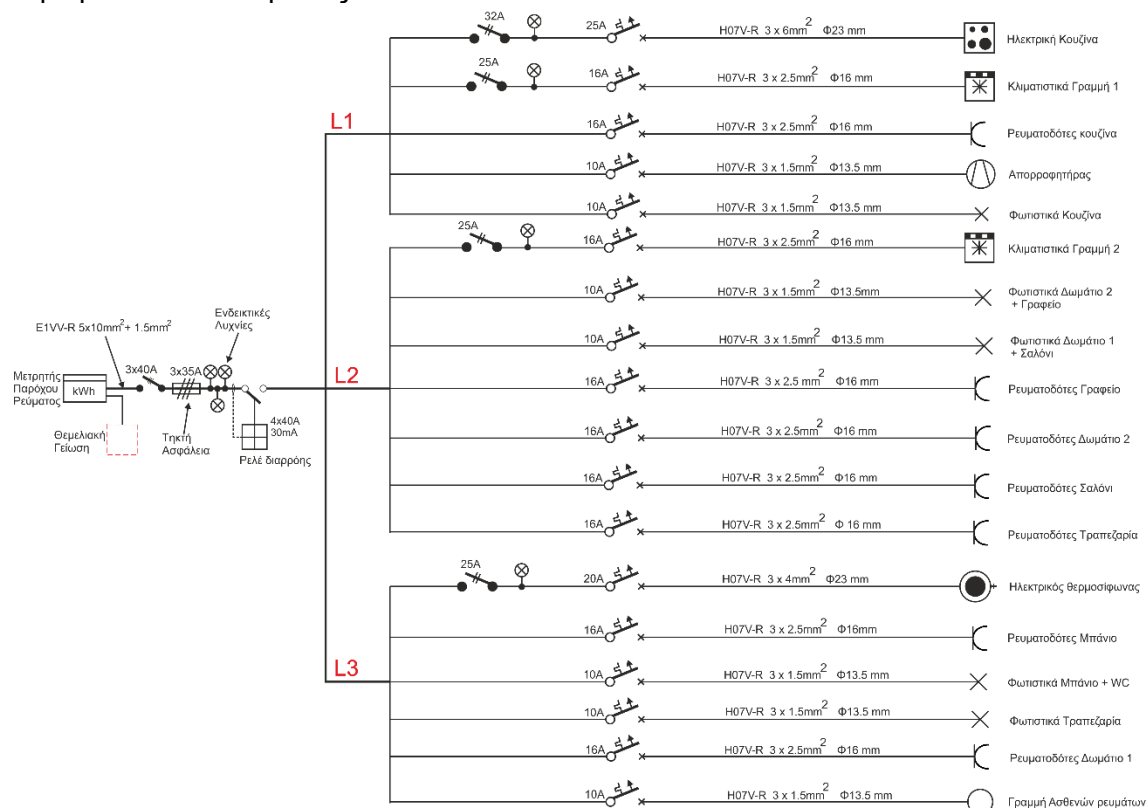 32A
25A
H07V-R 3 x 6mm² Φ23 mm
Ηλεκτρική Κουζίνα
25A
16A
H07V-R 3 x 2.5mm² Φ16 mm
Κλιματιστικά Γραμμή 1
L1
16A
H07V-R 3 x 2.5mm² Φ16 mm
Ρευματοδότες κουζίνα
10A
H07V-R 3 x 1.5mm² Φ13.5 mm
Απορροφητήρας
10A
H07V-R 3 x 1.5mm² Φ13.5 mm
Φωτιστικά Κουζίνα
25A
16A
H07V-R 3 x 2.5mm² Φ16 mm
Κλιματιστικά Γραμμή 2
10A
H07V-R 3 x 1.5mm² Φ13.5mm
Φωτιστικά Δωμάτιο 2
+ Γραφείο
Ενδεικτικές
Λυχνίες
E1VV-R 5x10mm²+ 1.5mm²
10A
H07V-R 3 x 1.5mm² Φ13.5 mm
Φωτιστικά Δωμάτιο 1
+ Σαλόνι
Μετρητής
Παρόχου
Ρεύματος
kWh
3x40A
3x35A
L2
16A
H07V-R 3 x 2.5 mm² Φ16 mm
Ρευματοδότες Γραφείο
Θεμελιακή
Γείωση
Τηκτή
Ασφάλεια
4x40A
30mA
Ρελέ διαρρόης
16A
H07V-R 3 x 2.5mm² Φ16 mm
Ρευματοδότες Δωμάτιο 2
16A
H07V-R 3 x 2.5mm² Φ16 mm
Ρευματοδότες Σαλόνι
16A
H07V-R 3 x 2.5mm² Φ 16 mm
Ρευματοδότες Τραπεζαρία
25A
20A
H07V-R 3 x 4mm² Φ23 mm
Ηλεκτρικός θερμοσίφωνας
16A
H07V-R 3 x 2.5mm² Φ16mm
Ρευματοδότες Μπάνιο
L3
10A
H07V-R 3 x 1.5mm² Φ13.5 mm
Φωτιστικά Μπάνιο + WC
10A
H07V-R 3 x 1.5mm² Φ13.5 mm
Φωτιστικά Τραπεζαρία
16A
H07V-R 3 x 2.5mm² Φ16 mm
Ρευματοδότες Δωμάτιο 1
10A
H07V-R 3 x 1.5mm² Φ13.5 mm
Γραμμή Ασθενών ρευμάτων